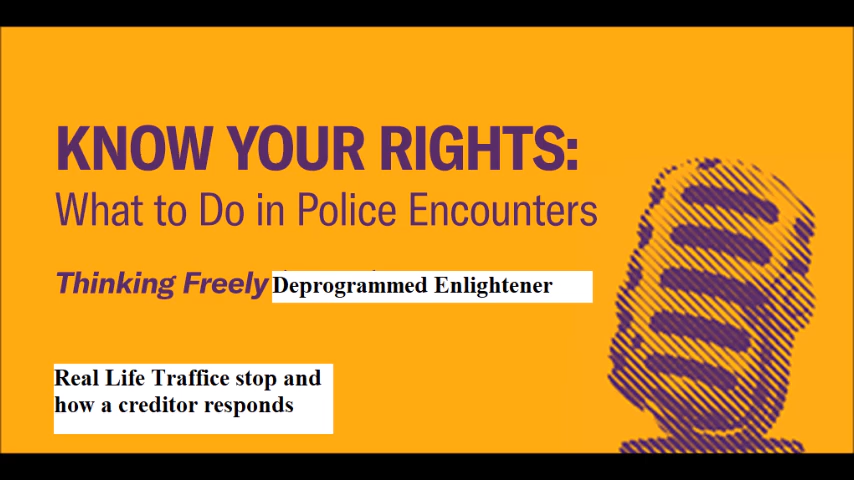 KNOW YOUR RIGHTS:
What to Do in Police Encounters
Thinking Freely Deprogrammed Enlightener
Real Life Traffice stop and
how a creditor responds